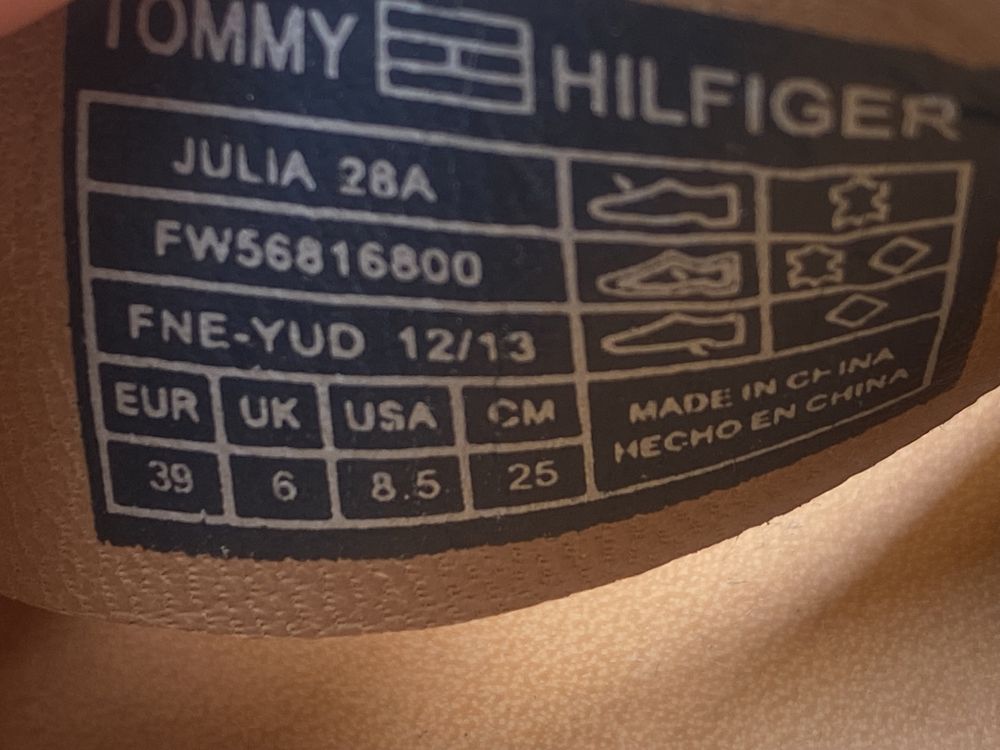 TOMMY HILFIGER
JULIA 28A
FW56816800
FNE-YUD 12/13
EUR UK USA CM
39 6 8.5 25
MADE IN CHINA
HECHO EN CHINA